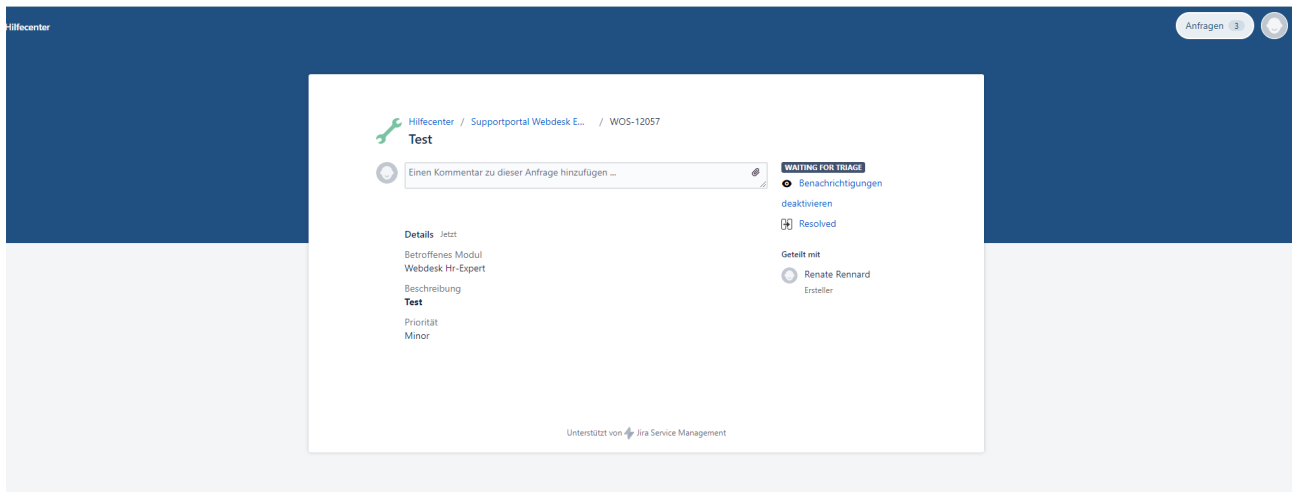 Hilfecenter
Anfragen 3
Hilfecenter / Supportportal Webdesk E... / WOS-12057
Test
Einen Kommentar zu dieser Anfrage hinzufügen ...
WAITING FOR TRIAGE
Benachrichtigungen
deaktivieren
Resolved
Details Jetzt
Betroffenes Modul
Webdesk Hr-Expert
Beschreibung
Test
Priorität
Minor
Geteilt mit
Renate Rennard
Ersteller
Unterstützt von Jira Service Management